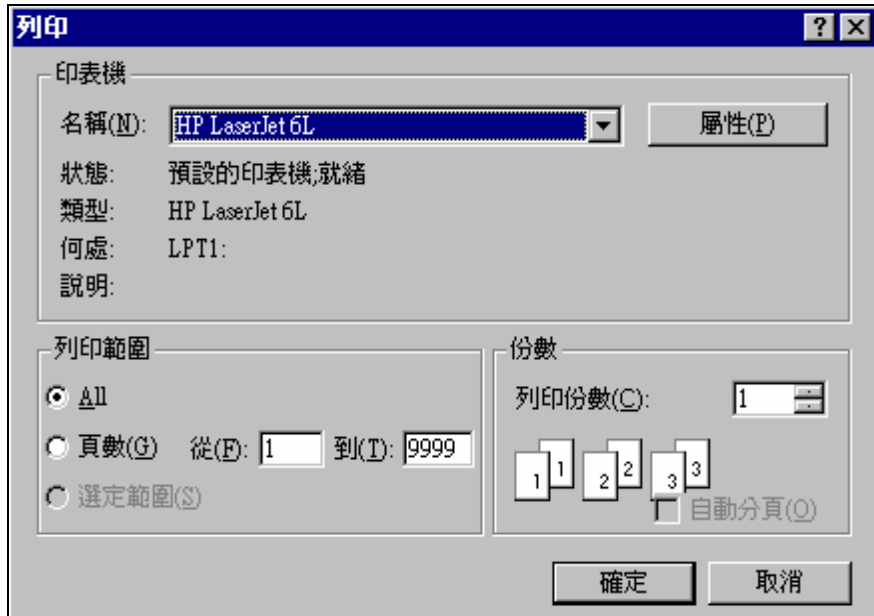 列印
印表機
名稱(N): HP LaserJet 6L 屬性(P)
狀態: 預設的印表機;就緒
類型: HP LaserJet 6L
何處: LPT1:
說明:
列印範圍
All
頁數(G) 從(F): 1 到(T): 9999
選定範圍(S)
份數
列印份數(C): 1
1 1 2 2 3 3
自動分頁(O)
確定 取消